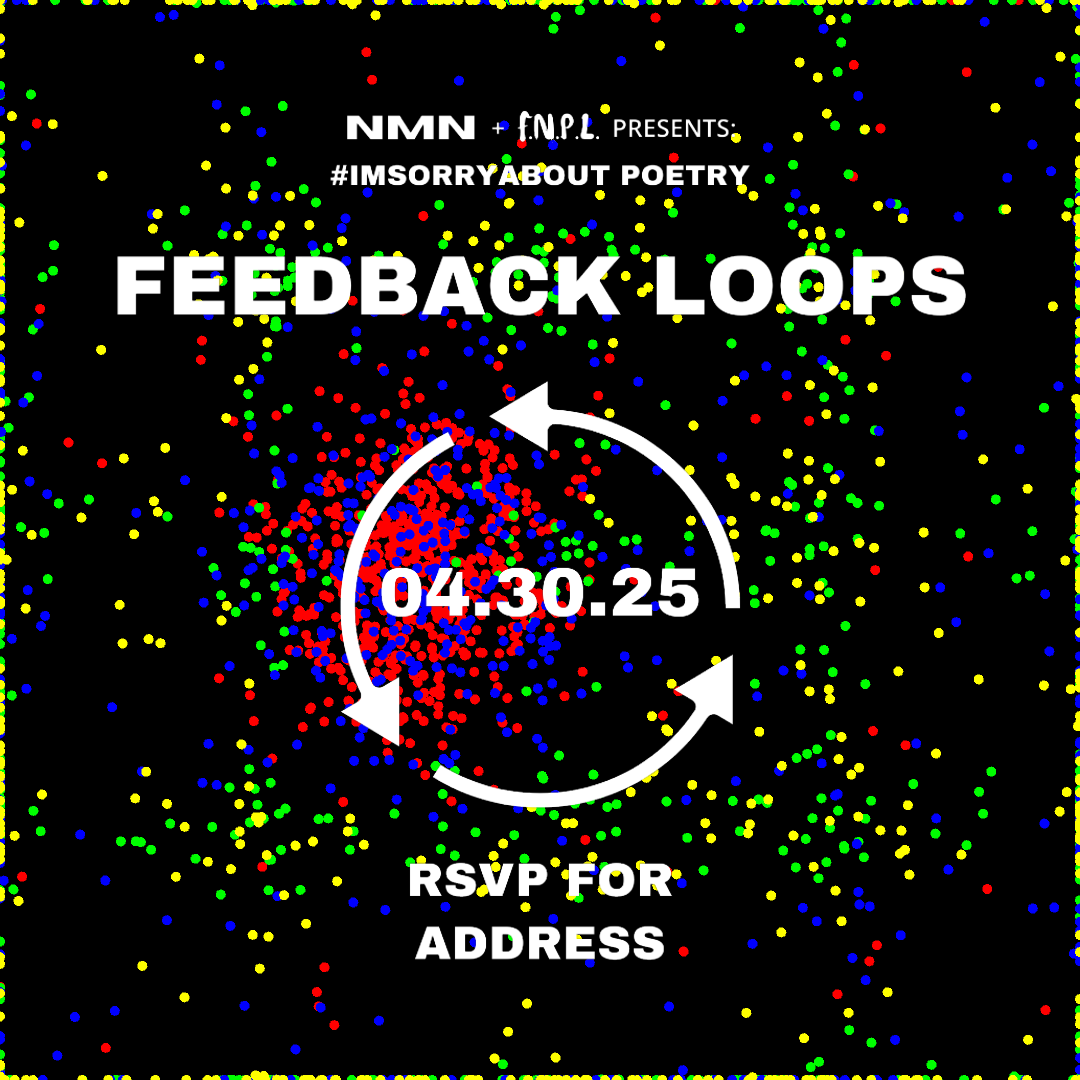 NMN + F.N.P.L. PRESENTS:
#IMSORRYABOUT POETRY
FEEDBACK LOOPS
04.30.25
RSVP FOR
ADDRESS